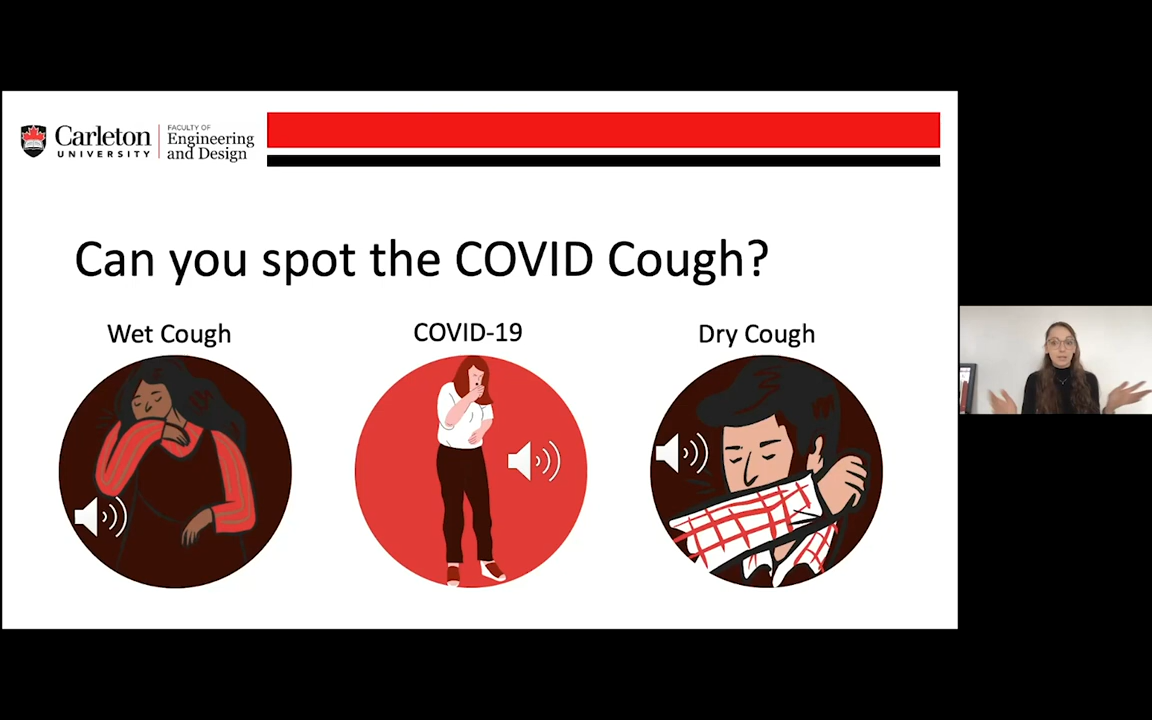 Carleton
UNIVERSITY
FACULTY OF
Engineering
and Design
Can you spot the COVID Cough?
Wet Cough
COVID-19
Dry Cough